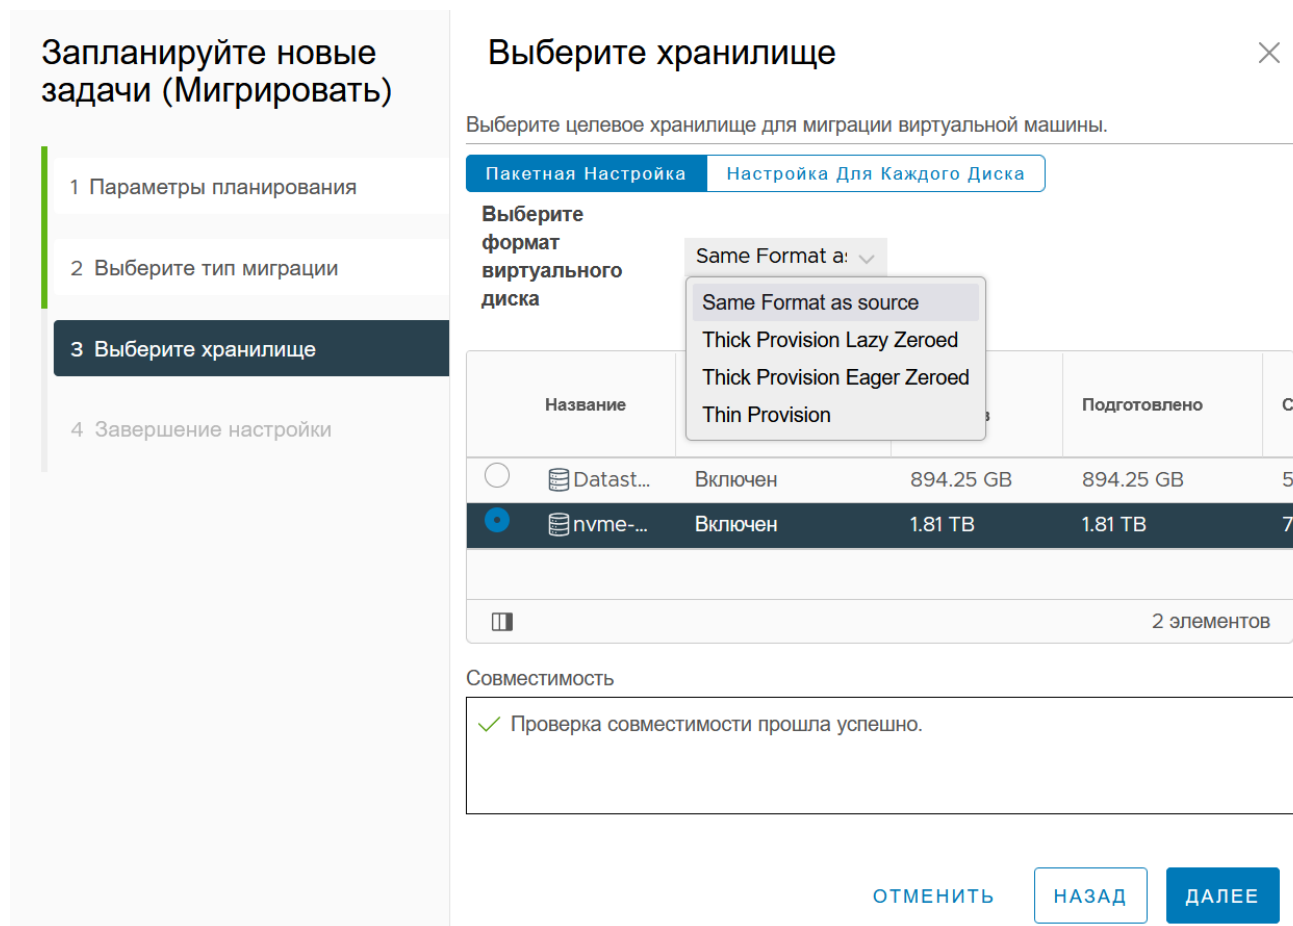 Запланируйте новые
задачи (Мигрировать)
1 Параметры планирования
2 Выберите тип миграции
3 Выберите хранилище
4 Завершение настройки
Выберите хранилище
Выберите целевое хранилище для миграции виртуальной машины.
Пакетная Настройка
Настройка Для Каждого Диска
Выберите
формат
виртуального
диска
Same Format a
Same Format as source
Thick Provision Lazy Zeroed
Thick Provision Eager Zeroed
Thin Provision
Название
Подготовлено
С
Datast... Включен 894.25 GB 894.25 GB 5
nvme-... Включен 1.81 TB 1.81 TB 7
2 элементов
Совместимость
Проверка совместимости прошла успешно.
ОТМЕНИТЬ
НАЗАД
ДАЛЕЕ